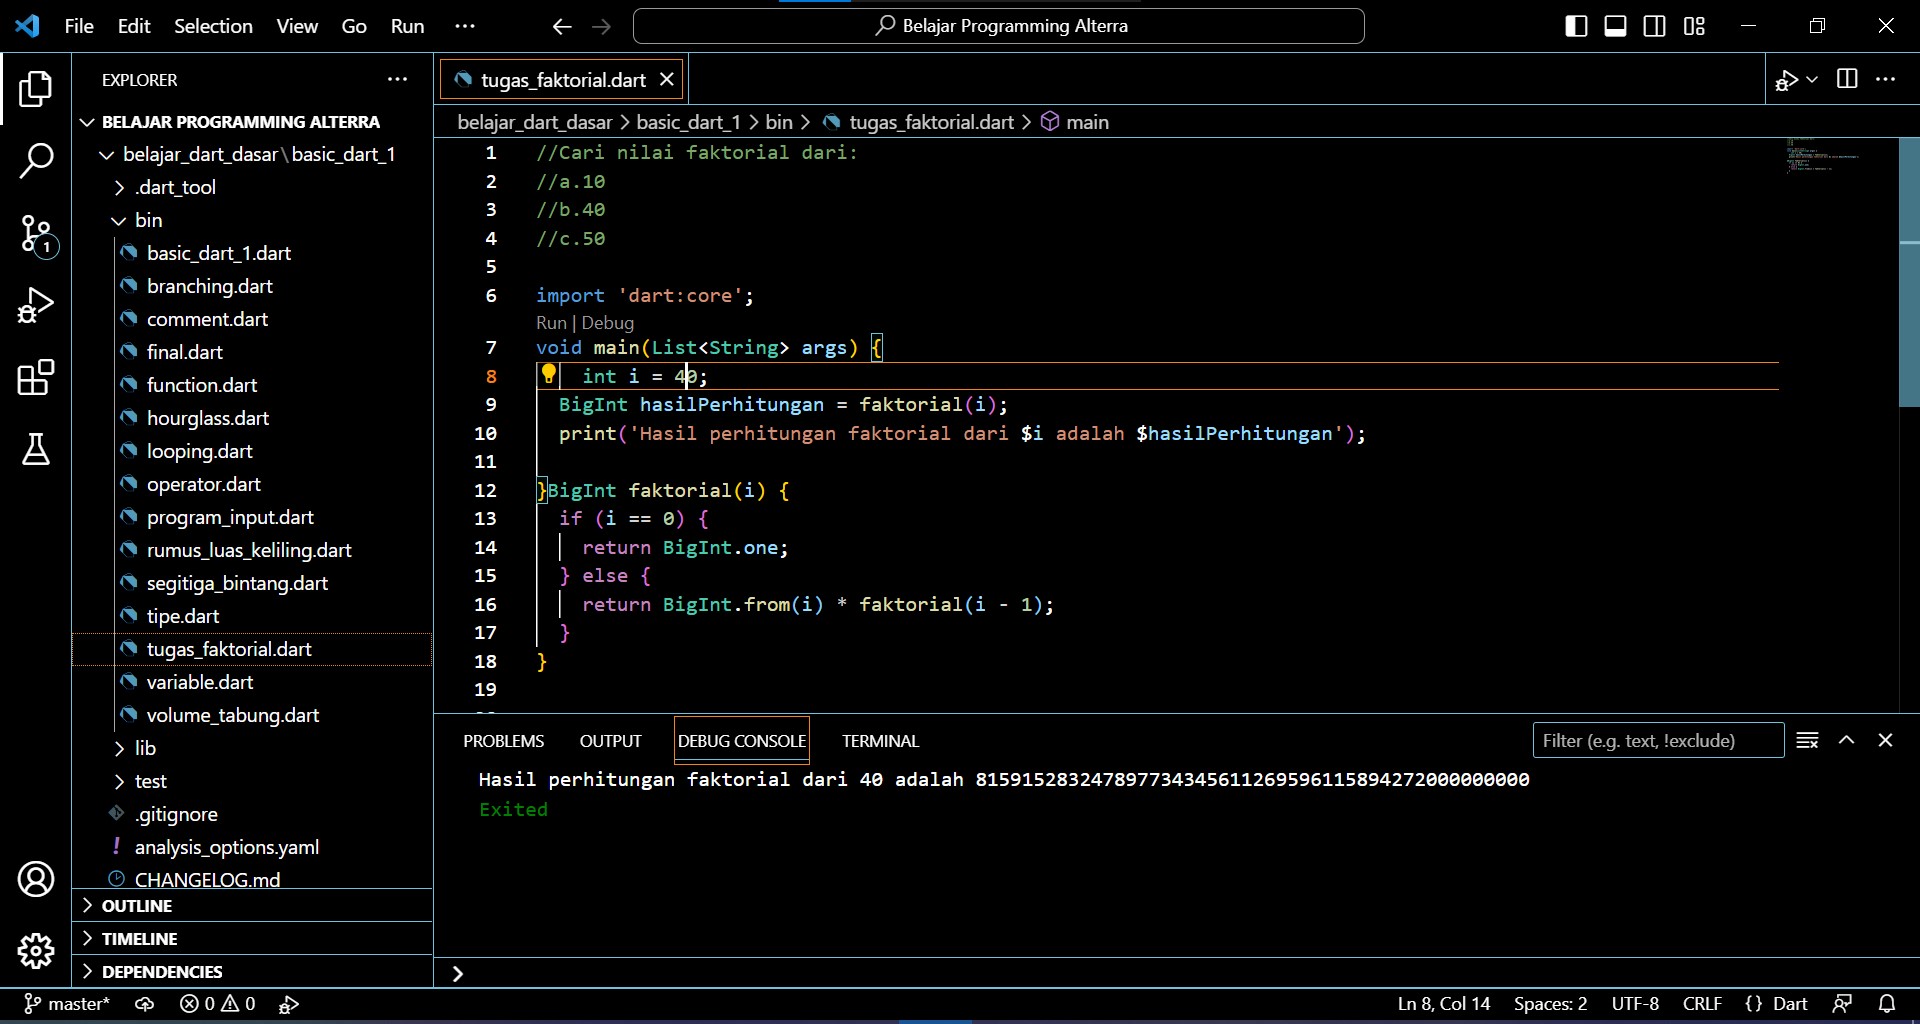 File Edit Selection View Go Run ···
Belajar Programming Alterra
EXPLORER
BELAJAR PROGRAMMING ALTERRA
belajar_dart_dasar\basic_dart_1
.dart_tool
bin
basic_dart_1.dart
branching.dart
comment.dart
final.dart
function.dart
hourglass.dart
looping.dart
operator.dart
program_input.dart
rumus_luas_keliling.dart
segitiga_bintang.dart
tipe.dart
tugas_faktorial.dart
variable.dart
volume_tabung.dart
lib
test
.gitignore
! analysis_options.yaml
CHANGELOG.md
OUTLINE
TIMELINE
DEPENDENCIES
1
tugas_faktorial.dart
belajar_dart_dasar > basic_dart_1 > bin > tugas_faktorial.dart > main
1 //Cari nilai faktorial dari:
2 //a.10
3 //b.40
4 //c.50
5
6 import 'dart:core';
Run | Debug
7 void main(List<String> args) {
8 int i = 40;
9 BigInt hasilPerhitungan = faktorial(i);
10 print('Hasil perhitungan faktorial dari $i adalah $hasilPerhitungan');
11
12 }BigInt faktorial(i) {
13 if (i == 0) {
14 return BigInt.one;
15 } else {
16 return BigInt.from(i) * faktorial(i - 1);
17 }
18 }
19
PROBLEMS OUTPUT DEBUG CONSOLE TERMINAL
Filter (e.g. text, !exclude)
Hasil perhitungan faktorial dari 40 adalah 815915283247897734345611269596115894272000000000
Exited
master* 0 0
Ln 8, Col 14 Spaces: 2 UTF-8 CRLF {} Dart